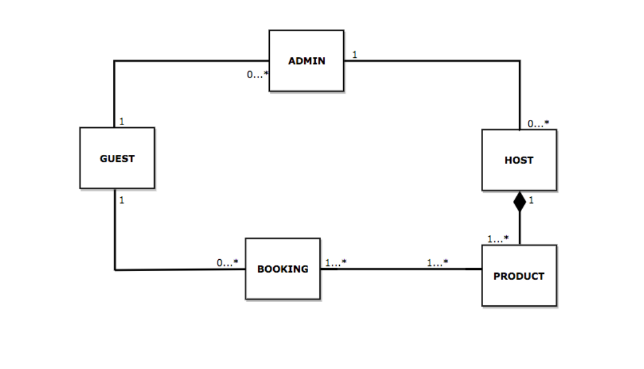 ADMIN
1
0...*
1
0...*
GUEST
HOST
1
1
1...*
0...*
BOOKING
1...*
1...*
PRODUCT